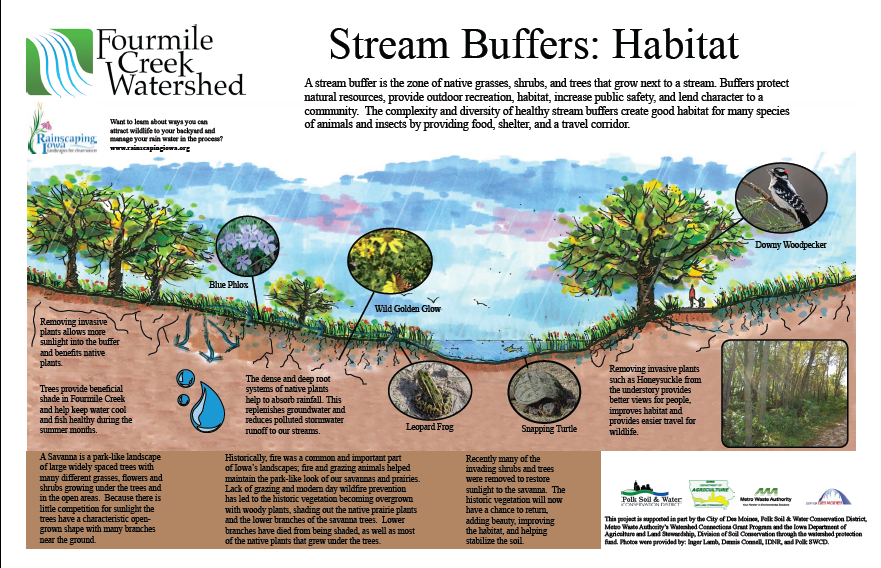 Fourmile
Creek
Watershed
Stream Buffers: Habitat
A stream buffer is the zone of native grasses, shrubs, and trees that grow next to a stream. Buffers protect
natural resources, provide outdoor recreation, habitat, increase public safety, and lend character to a
community.  The complexity and diversity of healthy stream buffers create good habitat for many species
of animals and insects by providing food, shelter, and a travel corridor.
Rainscaping
Iowa
Want to learn about ways you can
attract wildlife to your backyard and
manage your rain water in the process?
www.rainscapingiowa.org
Downy Woodpecker
Blue Phlox
Wild Golden Glow
Removing invasive
plants allows more
sunlight into the buffer
and benefits native
plants.
Trees provide beneficial
shade in Fourmile Creek
and help keep water cool
and fish healthy during the
summer months.
The dense and deep root
systems of native plants
help to absorb rainfall. This
replenishes groundwater and
reduces polluted stormwater
runoff to our streams.
Leopard Frog
Snapping Turtle
Removing invasive plants
such as Honeysuckle from
the understory provides
better views for people,
improves habitat and
provides easier travel for
wildlife.
A Savanna is a park-like landscape
of large widely spaced trees with
many different grasses, flowers and
shrubs growing under the trees and
in the open areas.  Because there is
little competition for sunlight the
trees have a characteristic open-
grown shape with many branches
near the ground.
Historically, fire was a common and important part
of Iowa's landscapes; fire and grazing animals helped
maintain the park-like look of our savannas and prairies.
Lack of grazing and modern day wildfire prevention
has led to the historic vegetation becoming overgrown
with woody plants, shading out the native prairie plants
and the lower branches of the savanna trees.  Lower
branches have died from being shaded, as well as most
of the native plants that grew under the trees.
Recently many of the
invading shrubs and trees
were removed to restore
sunlight to the savanna.  The
historic vegetation will now
have a chance to return,
adding beauty, improving
the habitat, and helping
stabilize the soil.
Polk Soil & Water
CONSERVATION DISTRICT
AGRICULTURE
Metro Waste Authority
CITY OF DES MOINES
This project is supported in part by the City of Des Moines, Polk Soil & Water Conservation District,
Metro Waste Authority's Watershed Connections Grant Program and the Iowa Department of
Agriculture and Land Stewardship, Division of Soil Conservation through the watershed protection
fund. Photos were provided by: Inger Lamb, Dennis Connell, IDNR, and Polk SWCD.